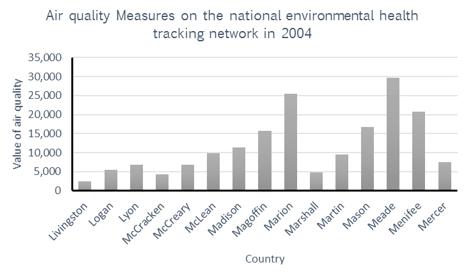 Air quality Measures on the national environmental health
tracking network in 2004
Value of air quality
35,000
30,000
25,000
20,000
15,000
10,000
5,000
0
Livingston
Logan
Lyon
McCracken
McCreary
McLean
Madison
Magoffin
Marion
Marshall
Martin
Mason
Meade
Menifee
Mercer
Country